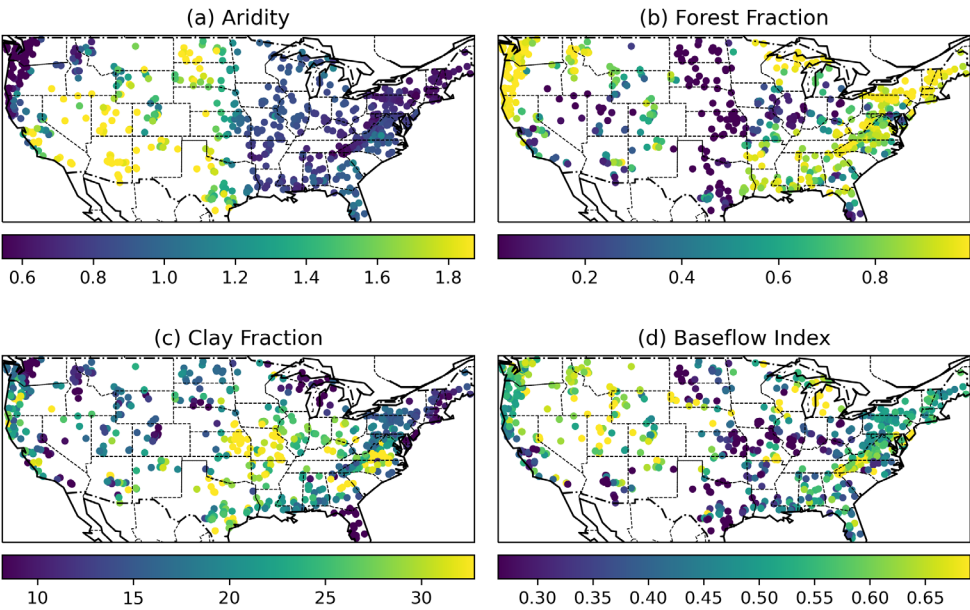 (a) Aridity
(b) Forest Fraction
0.6 0.8 1.0 1.2 1.4 1.6 1.8
0.2 0.4 0.6 0.8
(c) Clay Fraction
(d) Baseflow Index
10 15 20 25 30
0.30 0.35 0.40 0.45 0.50 0.55 0.60 0.65